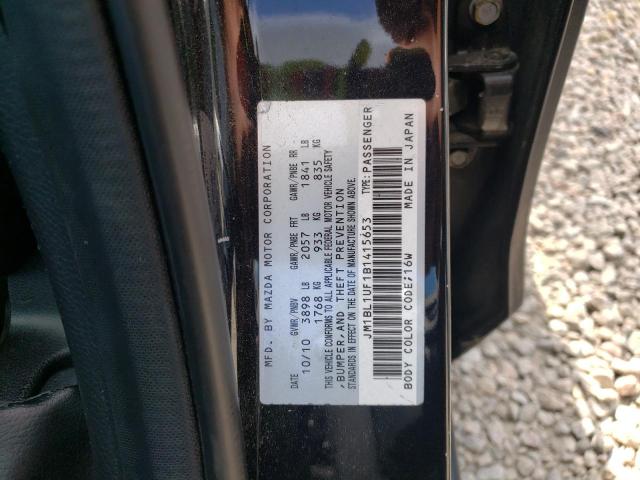 MFD. BY MAZDA MOTOR CORPORATION
DATE GVWR/PNBV GAWR/PNBE FRT GAWR/PNBE RR
10/10 3898 LB 2057 LB 1841 LB
1768 KG 933 KG 835 KG
THIS VEHICLE CONFORMS TO ALL APPLICABLE FEDERAL MOTOR VEHICLE SAFETY
,BUMPER,AND THEFT PREVENTION
STANDARDS IN EFFECT ON THE DATE OF MANUFACTURE SHOWN ABOVE.
JM1BL1UF1B1415653 TYPE:PASSENGER
BODY COLOR CODE:16W MADE IN JAPAN